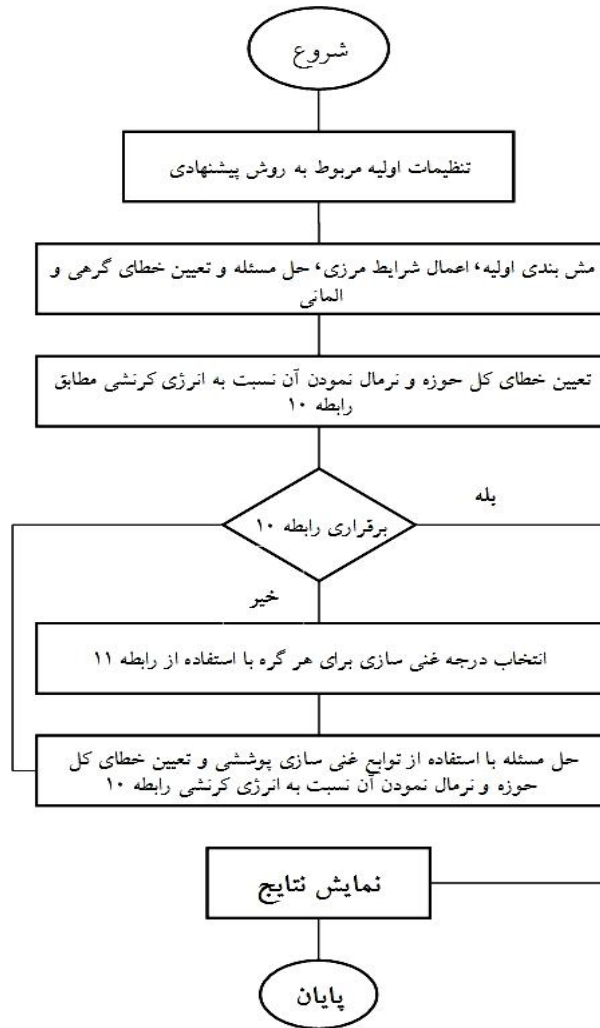 شروع
تنظیمات اولیه مربوط به روش پیشنهادی
مش بندی اولیه، اعمال شرایط مرزی، حل مسئله و تعیین خطای گرهی و
المانی
تعیین خطای کل حوزه و نرمال نمودن آن نسبت به انرژی کرنشی مطابق
رابطه ۱۰
برقراری رابطه ۱۰
بله
خیر
انتخاب درجه غنی سازی برای هر گره با استفاده از رابطه ۱۱
حل مسئله با استفاده از توابع غنی سازی پوششی و تعیین خطای کل
حوزه و نرمال نمودن آن نسبت به انرژی کرنشی رابطه ۱۰
نمایش نتایج
پایان